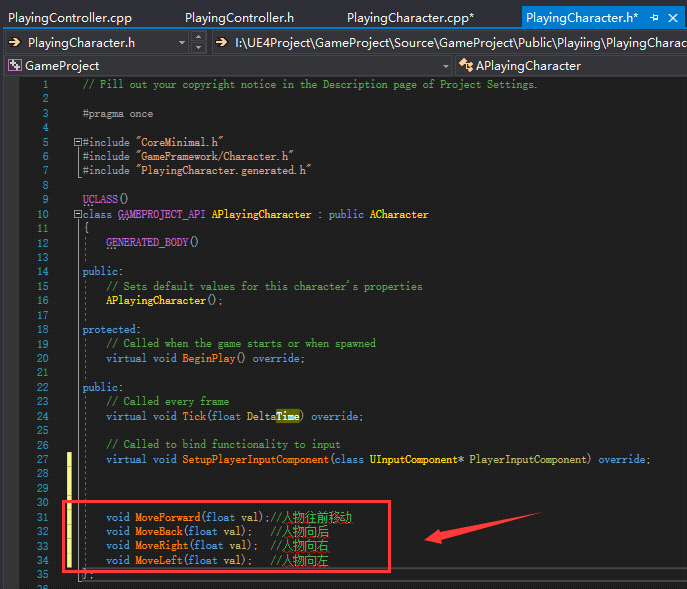 PlayingController.cpp PlayingController.h PlayingCharacter.cpp* PlayingCharacter.h*
PlayingCharacter.h I:\UE4Project\GameProject\Source\GameProject\Public\Playiing\PlayingCharac
GameProject APlayingCharacter
1 // Fill out your copyright notice in the Description page of Project Settings.
2
3 #pragma once
4
5 #include "CoreMinimal.h"
6 #include "GameFramework/Character.h"
7 #include "PlayingCharacter.generated.h"
8
9 UCLASS()
10 class GAMEPROJECT_API APlayingCharacter : public ACharacter
11 {
12 GENERATED_BODY()
13
14 public:
15 // Sets default values for this character's properties
16 APlayingCharacter();
17
18 protected:
19 // Called when the game starts or when spawned
20 virtual void BeginPlay() override;
21
22 public:
23 // Called every frame
24 virtual void Tick(float DeltaTime) override;
25
26 // Called to bind functionality to input
27 virtual void SetupPlayerInputComponent(class UInputComponent* PlayerInputComponent) override;
28
29
30
31 void MoveForward(float val);//人物往前移动
32 void MoveBack(float val); //人物向后
33 void MoveRight(float val); //人物向右
34 void MoveLeft(float val); //人物向左
35 };
36